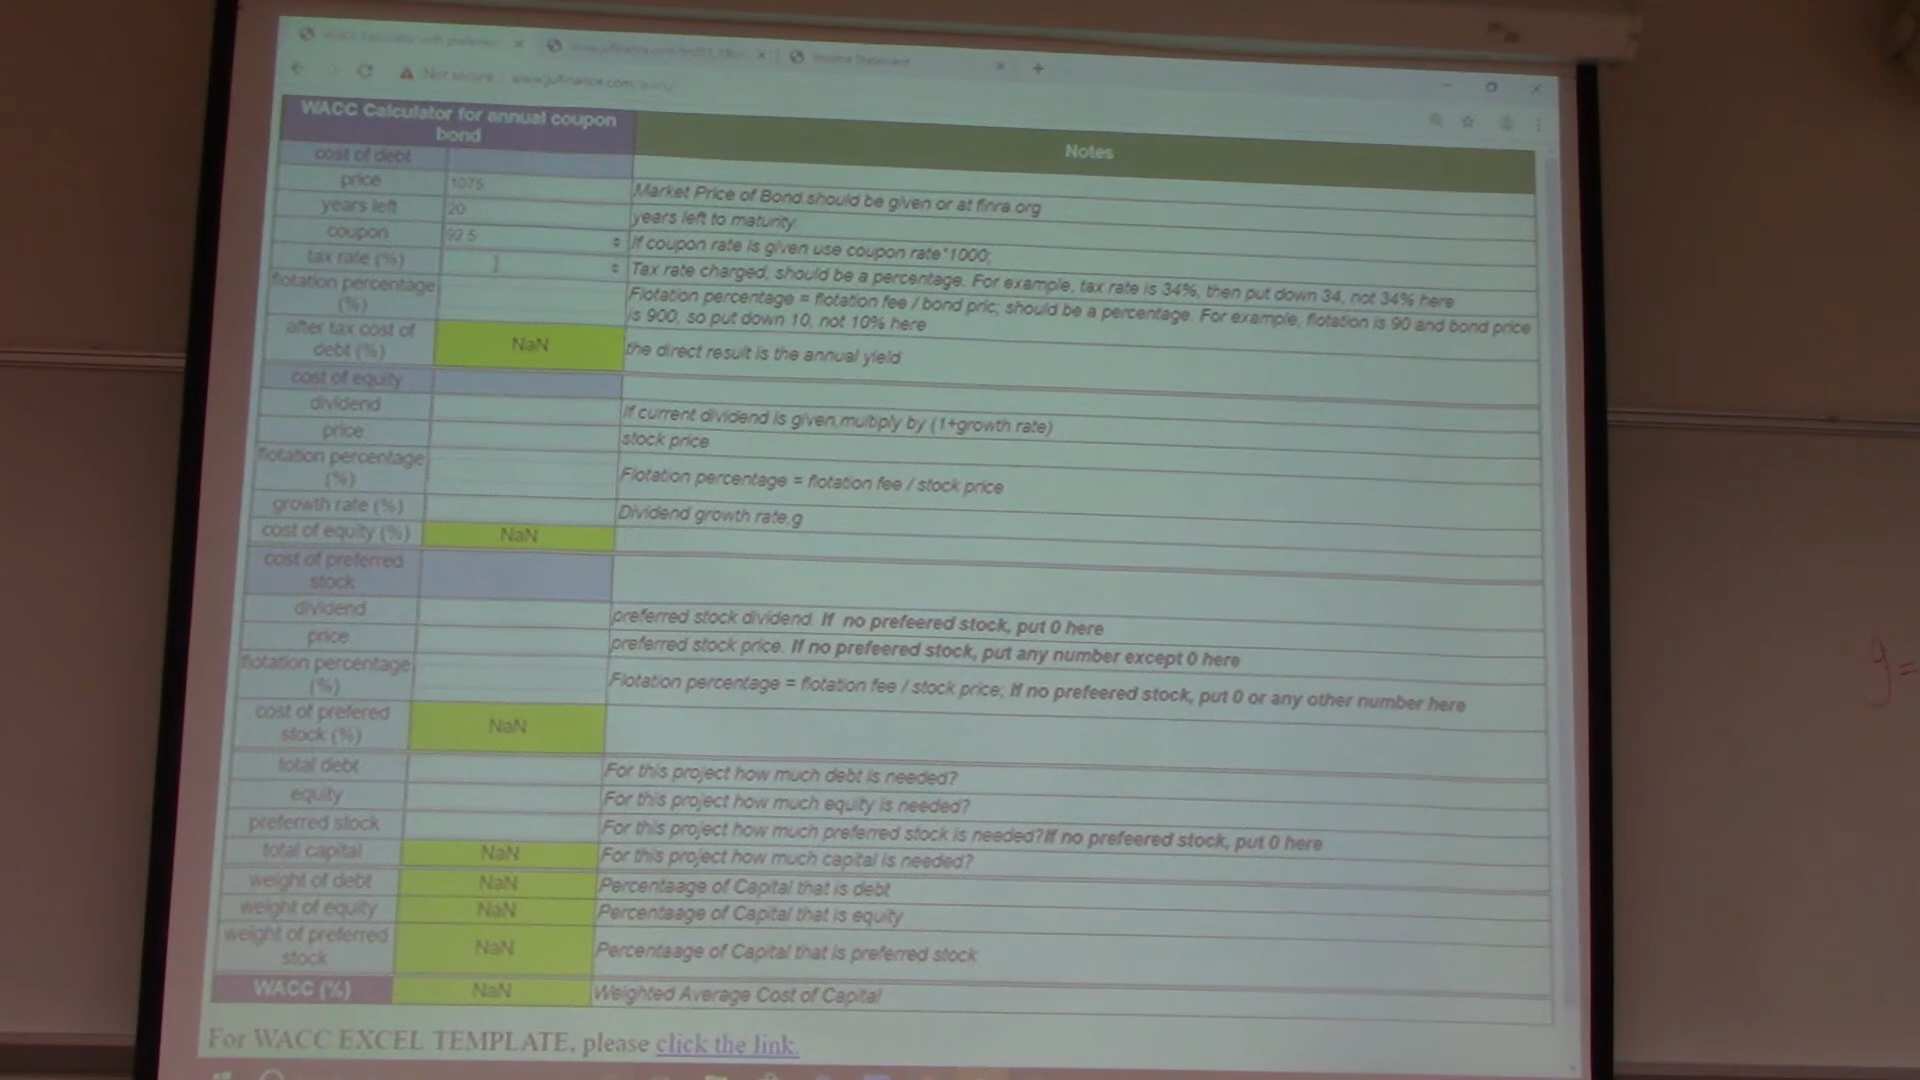 WACC Calculator with preferred
Income Statement
Not secure www.jufinance.com/wacc
WACC Calculator for annual coupon
bond
Notes
cost of debt
price 1075 Market Price of Bond should be given or at finra.org
years left 20 years left to maturity
coupon 92.5 If coupon rate is given use coupon rate*1000;
tax rate (%) Tax rate charged, should be a percentage. For example, tax rate is 34%, then put down 34, not 34% here
flotation percentage
(%)
Flotation percentage = flotation fee / bond pric; should be a percentage. For example, flotation is 90 and bond price
is 900, so put down 10, not 10% here
after tax cost of
debt (%)
NaN the direct result is the annual yield
cost of equity
dividend If current dividend is given,multiply by (1+growth rate)
price stock price
flotation percentage
(%)
Flotation percentage = flotation fee / stock price
growth rate (%) Dividend growth rate,g
cost of equity (%) NaN
cost of preferred
stock
dividend preferred stock dividend. If no prefeered stock, put 0 here
price preferred stock price. If no prefeered stock, put any number except 0 here
flotation percentage
(%)
Flotation percentage = flotation fee / stock price; If no prefeered stock, put 0 or any other number here
cost of prefered
stock (%)
NaN
total debt For this project how much debt is needed?
equity For this project how much equity is needed?
preferred stock For this project how much preferred stock is needed?If no prefeered stock, put 0 here
total capital NaN For this project how much capital is needed?
weight of debt NaN Percentaage of Capital that is debt
weight of equity NaN Percentaage of Capital that is equity
weight of preferred
stock
NaN Percentaage of Capital that is preferred stock
WACC (%) NaN Weighted Average Cost of Capital
For WACC EXCEL TEMPLATE, please click the link.
g=